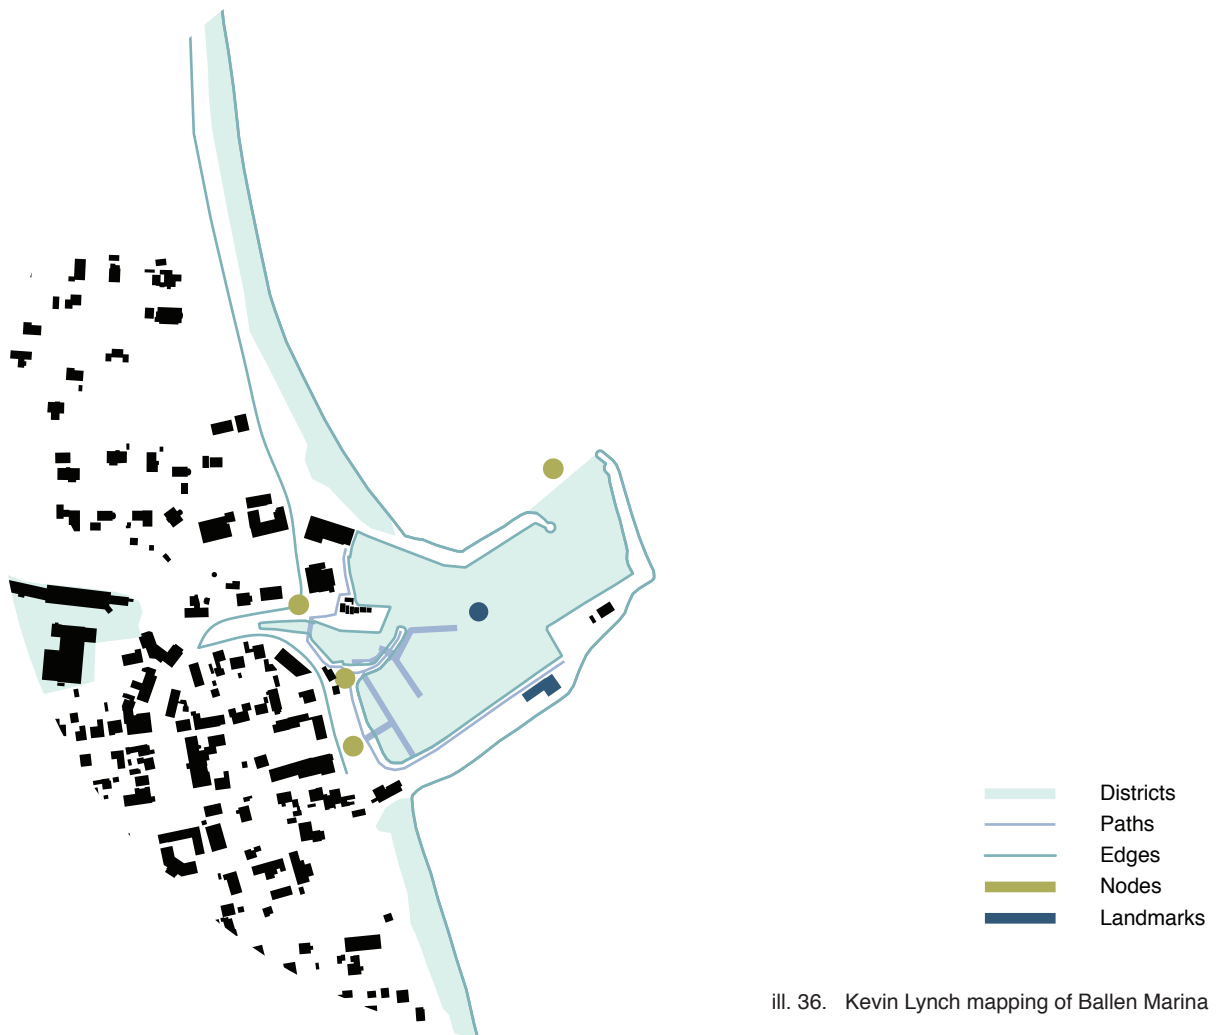 Districts
Paths
Edges
Nodes
Landmarks
ill. 36. Kevin Lynch mapping of Ballen Marina